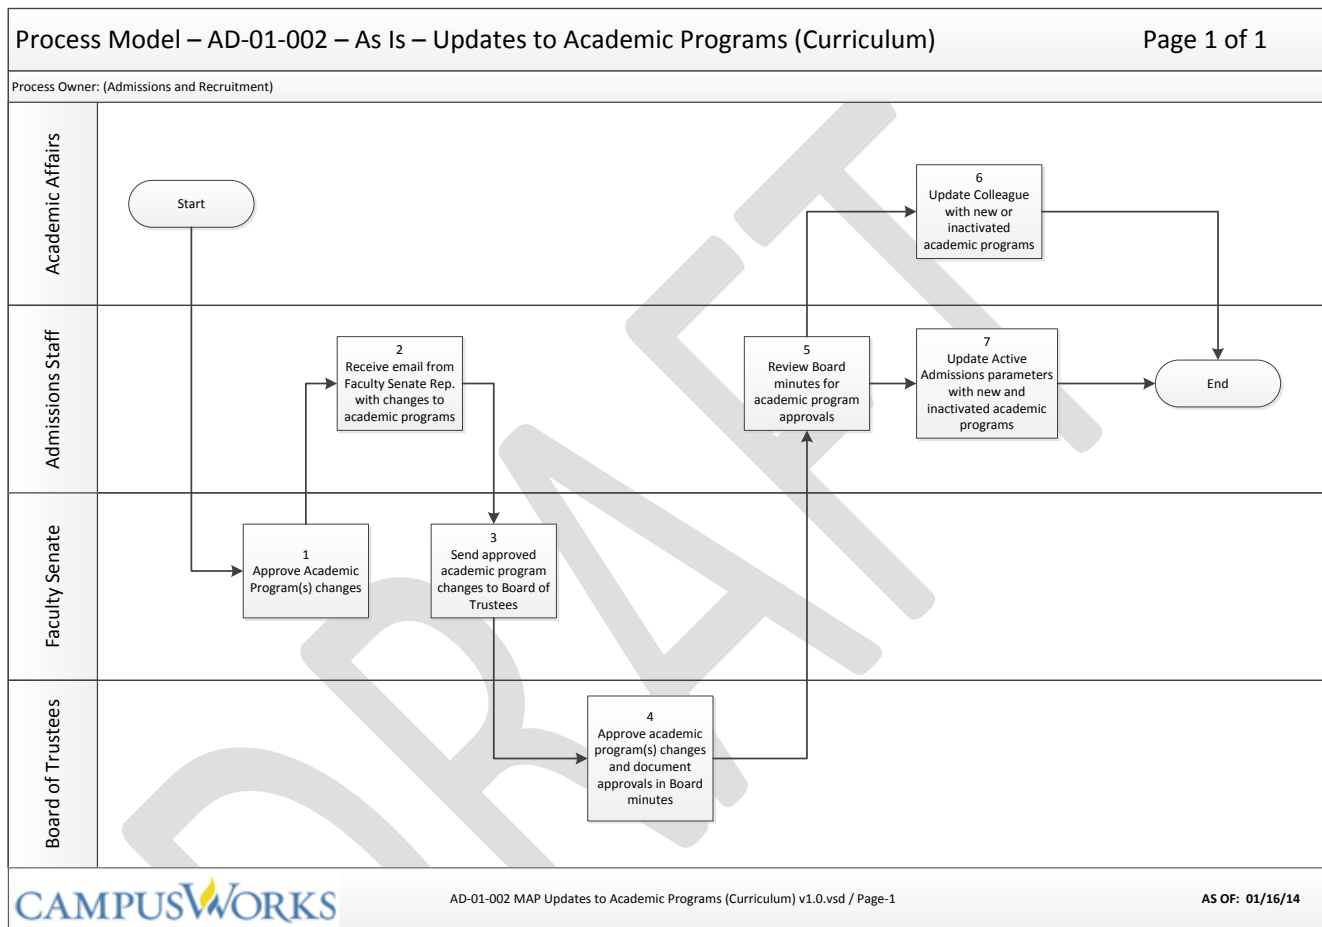 Process Model – AD-01-002 – As Is – Updates to Academic Programs (Curriculum)
Page 1 of 1
Process Owner: (Admissions and Recruitment)
Academic Affairs
Start
6
Update Colleague
with new or
inactivated
academic programs
Admissions Staff
2
Receive email from
Faculty Senate Rep.
with changes to
academic programs
5
Review Board
minutes for
academic program
approvals
7
Update Active
Admissions parameters
with new and
inactivated academic
programs
End
Faculty Senate
1
Approve Academic
Program(s) changes
3
Send approved
academic program
changes to Board of
Trustees
Board of Trustees
4
Approve academic
program(s) changes
and document
approvals in Board
minutes
DRAFT
CAMPUSWORKS
AD-01-002 MAP Updates to Academic Programs (Curriculum) v1.0.vsd / Page-1
AS OF: 01/16/14